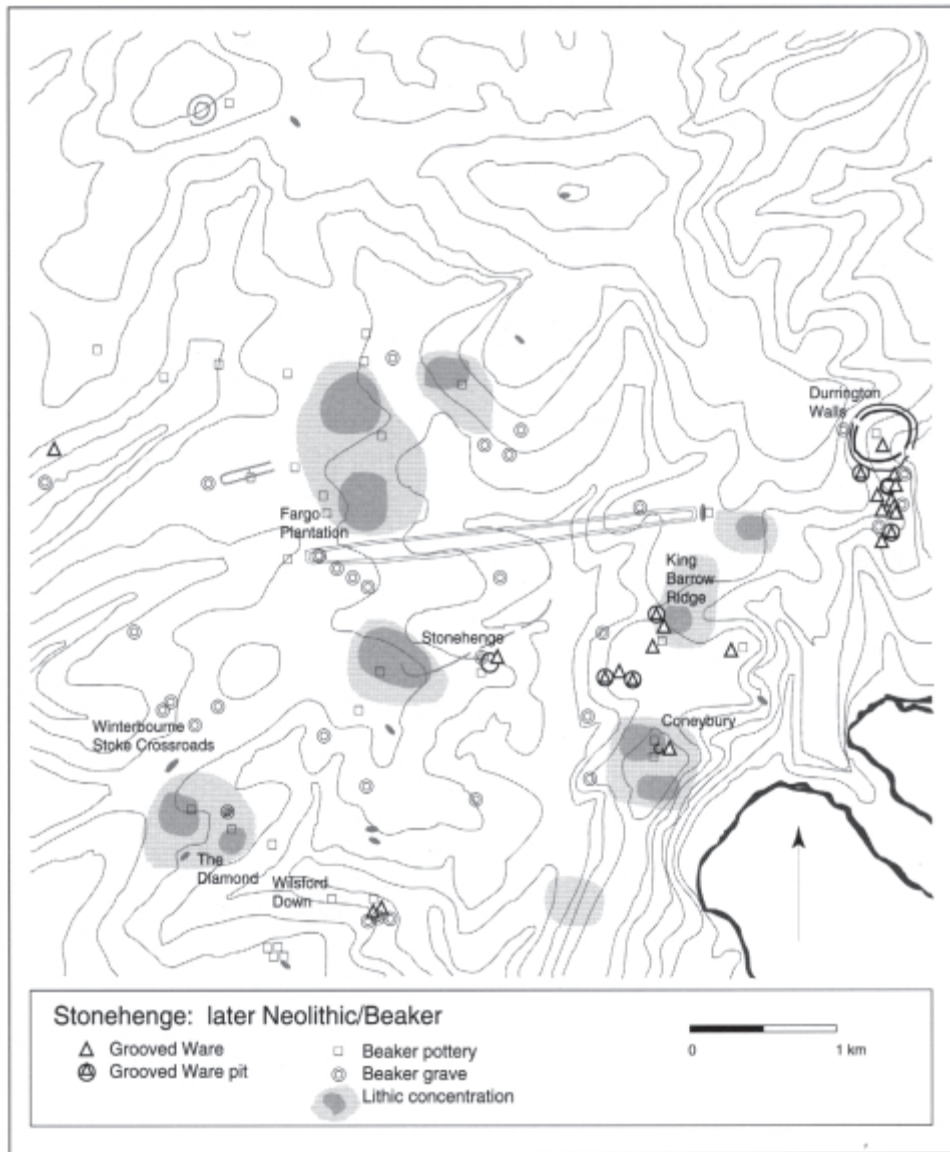 Durrington
Walls
Fargo
Plantation
King
Barrow
Ridge
Stonehenge
Winterbourne
Stoke Crossroads
Coneybury
The
Diamond
Wilsford
Down
Stonehenge: later Neolithic/Beaker
Grooved Ware
Grooved Ware pit
Beaker pottery
Beaker grave
Lithic concentration
0 1 km